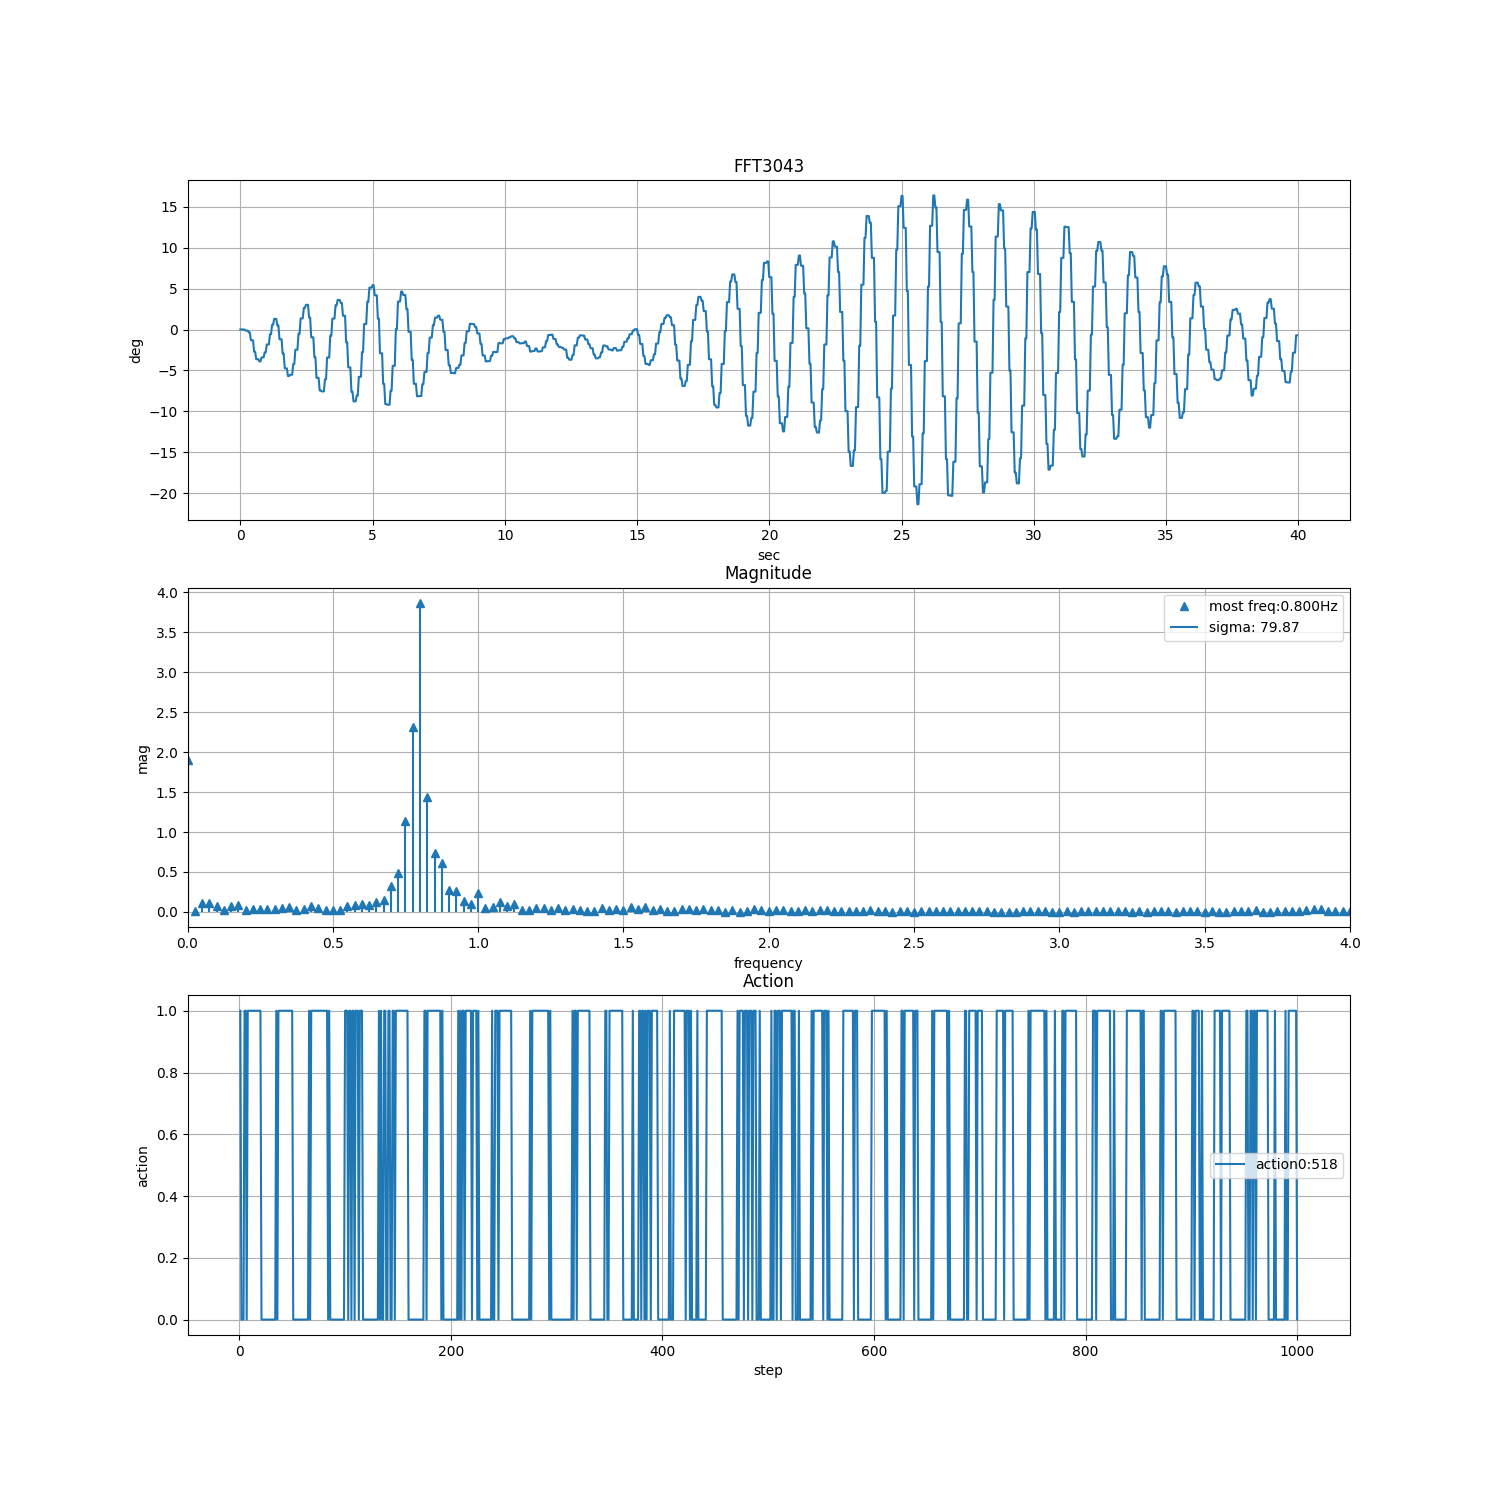 FFT3043
15
10
5
0
−5
−10
−15
−20
deg
0 5 10 15 20 25 30 35 40
sec
Magnitude
4.0
3.5
3.0
2.5
2.0
1.5
1.0
0.5
0.0
mag
most freq:0.800Hz
sigma: 79.87
0.0 0.5 1.0 1.5 2.0 2.5 3.0 3.5 4.0
frequency
Action
1.0
0.8
0.6
0.4
0.2
0.0
action
action0:518
0 200 400 600 800 1000
step